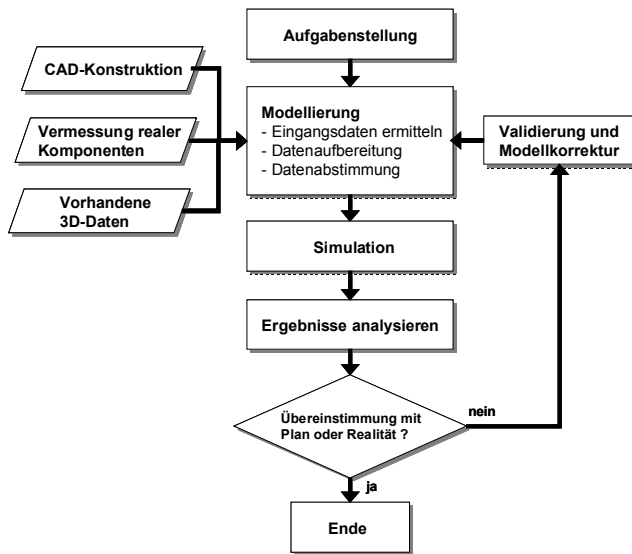 Aufgabenstellung
CAD-Konstruktion
Vermessung realer
Komponenten
Vorhandene
3D-Daten
Modellierung
- Eingangsdaten ermitteln
- Datenaufbereitung
- Datenabstimmung
Validierung und
Modellkorrektur
Simulation
Ergebnisse analysieren
Übereinstimmung mit
Plan oder Realität ?
nein
ja
Ende